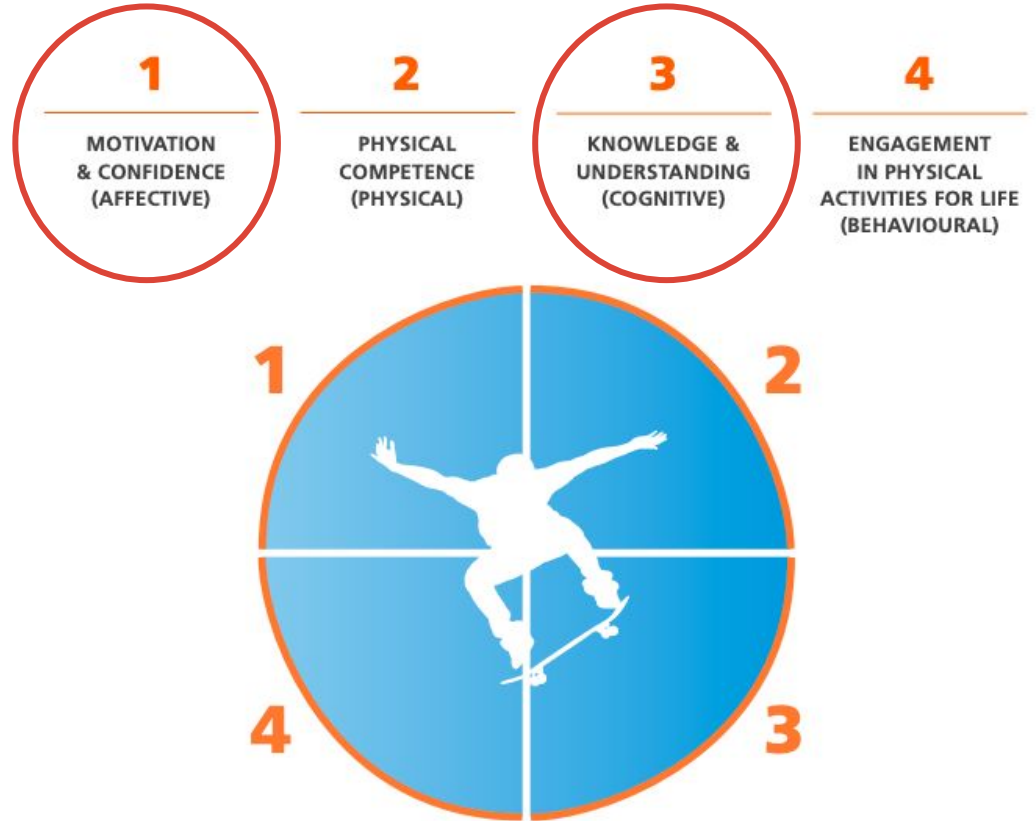 1
MOTIVATION
& CONFIDENCE
(AFFECTIVE)
2
PHYSICAL
COMPETENCE
(PHYSICAL)
3
KNOWLEDGE &
UNDERSTANDING
(COGNITIVE)
4
ENGAGEMENT
IN PHYSICAL
ACTIVITIES FOR LIFE
(BEHAVIOURAL)
1
2
4
3